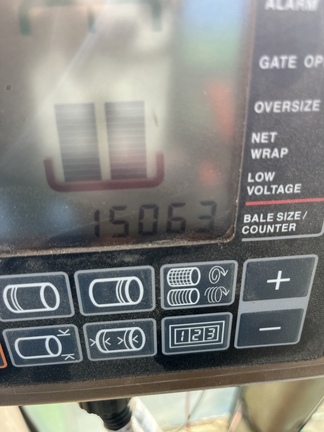 ALARM
GATE OP
OVERSIZE
NET
WRAP
LOW
VOLTAGE
15063
BALE SIZE /
COUNTER
+
K
K
123
−